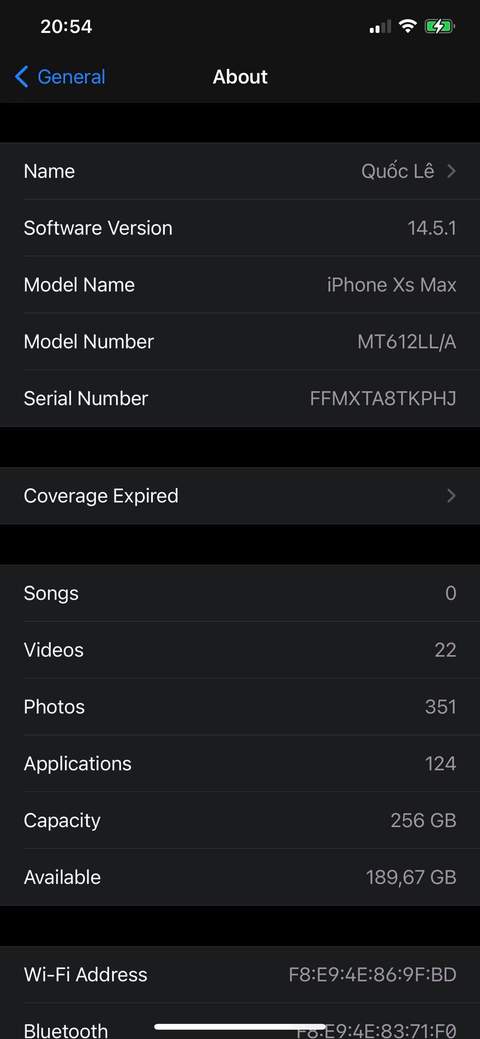 20:54
General
About
Name Quốc Lê
Software Version 14.5.1
Model Name iPhone Xs Max
Model Number MT612LL/A
Serial Number FFMXTA8TKPHJ
Coverage Expired
Songs 0
Videos 22
Photos 351
Applications 124
Capacity 256 GB
Available 189,67 GB
Wi-Fi Address F8:E9:4E:86:9F:BD
Bluetooth F8:E9:4E:83:71:F0